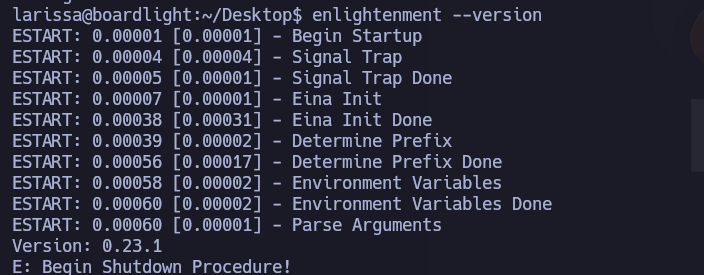 larissa@boardlight:~/Desktop$ enlightenment --version
ESTART: 0.00001 [0.00001] - Begin Startup
ESTART: 0.00004 [0.00004] - Signal Trap
ESTART: 0.00005 [0.00001] - Signal Trap Done
ESTART: 0.00007 [0.00001] - Eina Init
ESTART: 0.00038 [0.00031] - Eina Init Done
ESTART: 0.00039 [0.00002] - Determine Prefix
ESTART: 0.00056 [0.00017] - Determine Prefix Done
ESTART: 0.00058 [0.00002] - Environment Variables
ESTART: 0.00060 [0.00002] - Environment Variables Done
ESTART: 0.00060 [0.00001] - Parse Arguments
Version: 0.23.1
E: Begin Shutdown Procedure!